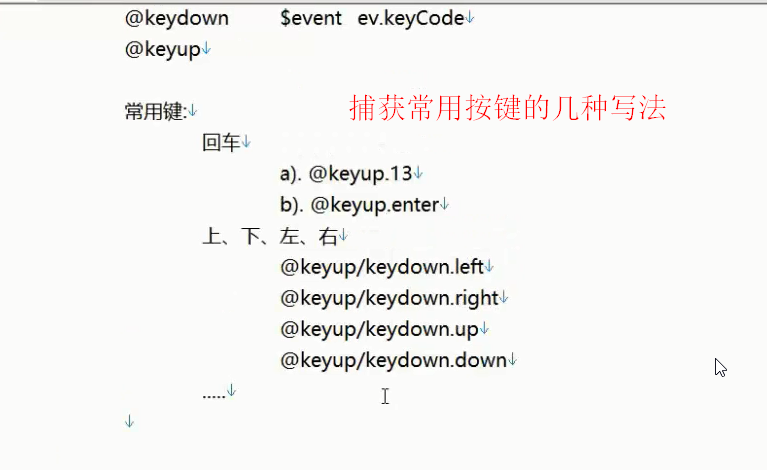 @keydown $event ev.keyCode↓
@keyup↓
常用键:↓
捕获常用按键的几种写法
回车↓
a). @keyup.13↓
b). @keyup.enter↓
上、下、左、右↓
@keyup/keydown.left↓
@keyup/keydown.right↓
@keyup/keydown.up↓
@keyup/keydown.down↓
.....↓
↓